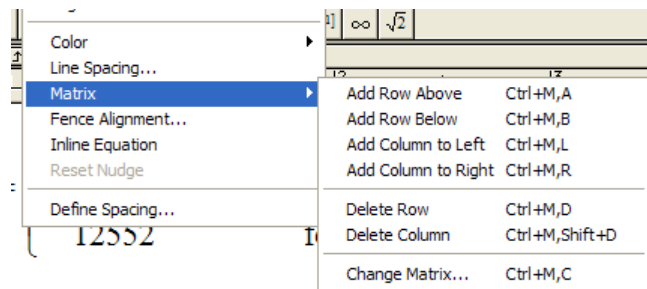 ∞ √2
Color
Line Spacing...
Matrix
Fence Alignment...
Inline Equation
Reset Nudge
Define Spacing...
Add Row Above Ctrl+M,A
Add Row Below Ctrl+M,B
Add Column to Left Ctrl+M,L
Add Column to Right Ctrl+M,R
Delete Row Ctrl+M,D
Delete Column Ctrl+M,Shift+D
Change Matrix... Ctrl+M,C
12552